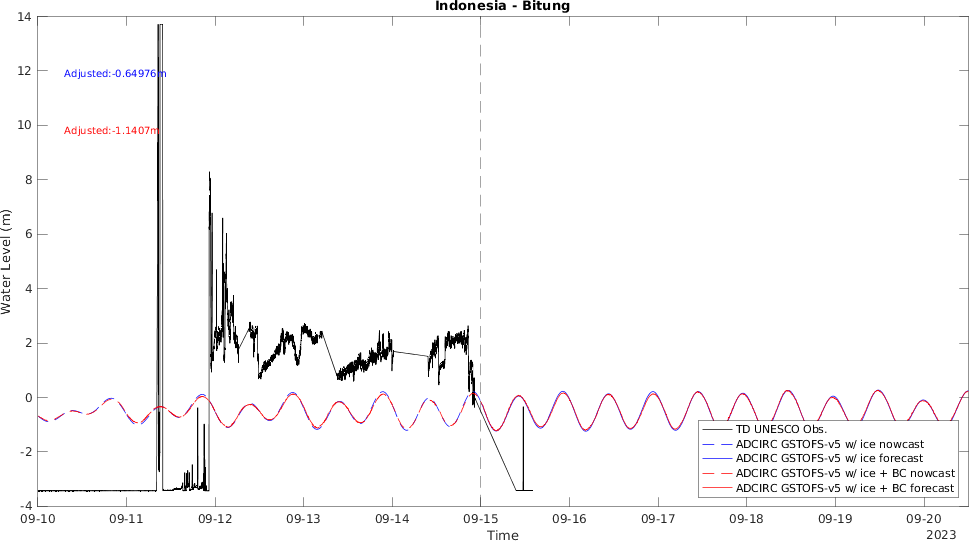 Indonesia - Bitung
14
12
10
8
6
4
2
0
-2
-4
Water Level (m)
Adjusted:-0.64976m
Adjusted:-1.1407m
TD UNESCO Obs.
ADCIRC GSTOFS-v5 w/ ice nowcast
ADCIRC GSTOFS-v5 w/ ice forecast
ADCIRC GSTOFS-v5 w/ ice + BC nowcast
ADCIRC GSTOFS-v5 w/ ice + BC forecast
09-10 09-11 09-12 09-13 09-14 09-15 09-16 09-17 09-18 09-19 09-20
Time
2023